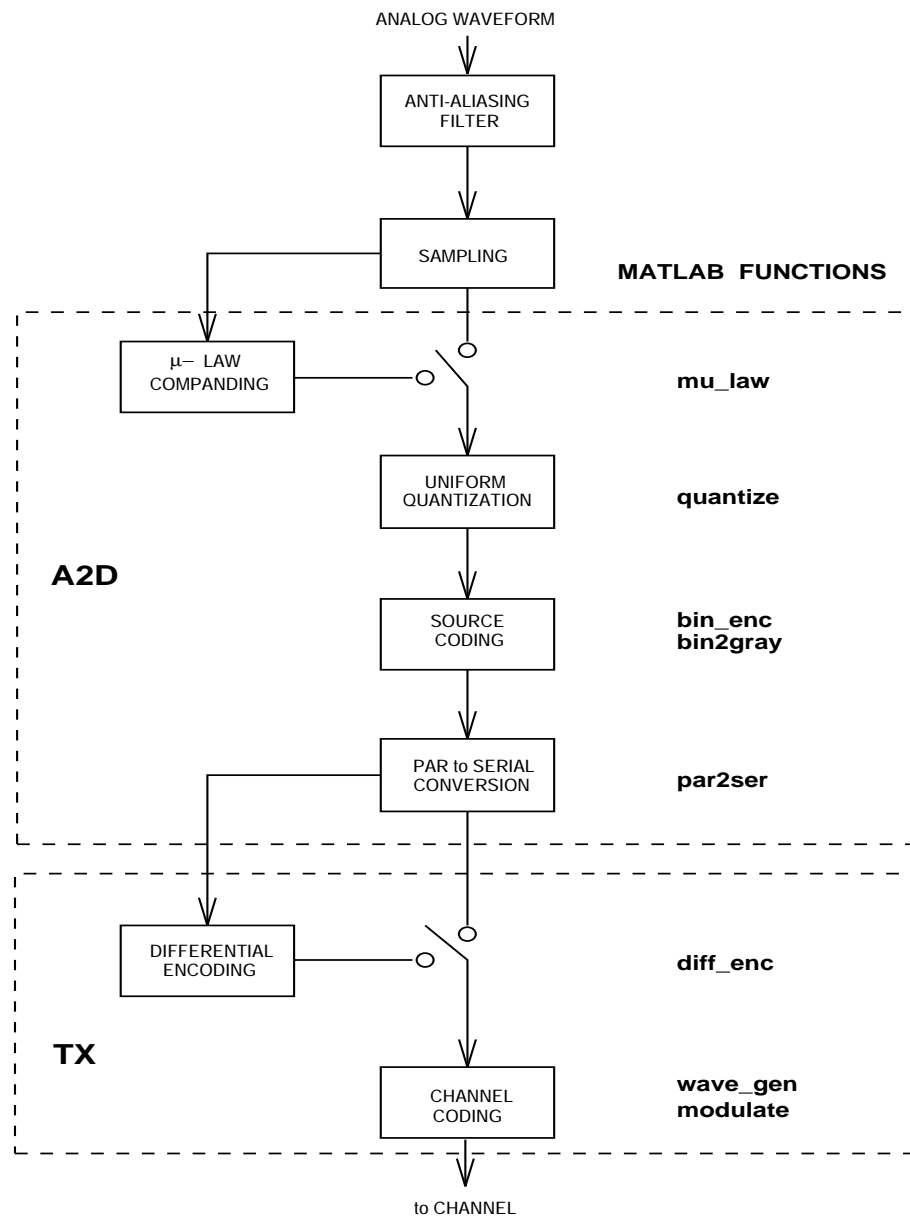 ANALOG WAVEFORM
ANTI-ALIASING
FILTER
SAMPLING
MATLAB FUNCTIONS
μ– LAW
COMPANDING
mu_law
UNIFORM
QUANTIZATION
quantize
A2D
SOURCE
CODING
bin_enc
bin2gray
PAR to SERIAL
CONVERSION
par2ser
DIFFERENTIAL
ENCODING
diff_enc
TX
CHANNEL
CODING
wave_gen
modulate
to CHANNEL